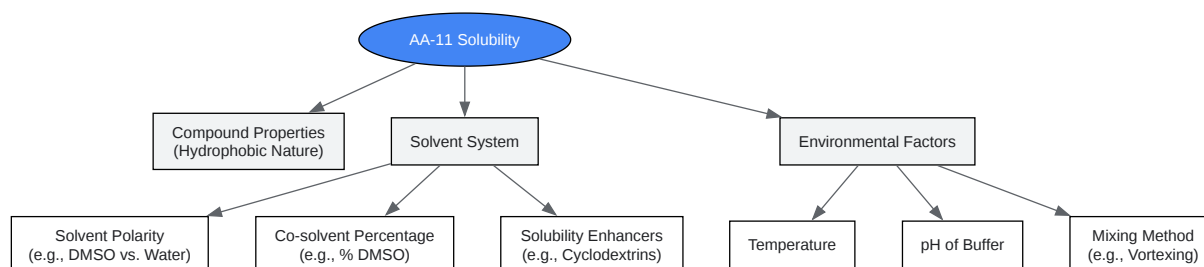 AA-11 Solubility
Compound Properties
(Hydrophobic Nature)
Solvent System
Environmental Factors
Solvent Polarity
(e.g., DMSO vs. Water)
Co-solvent Percentage
(e.g., % DMSO)
Solubility Enhancers
(e.g., Cyclodextrins)
Temperature
pH of Buffer
Mixing Method
(e.g., Vortexing)